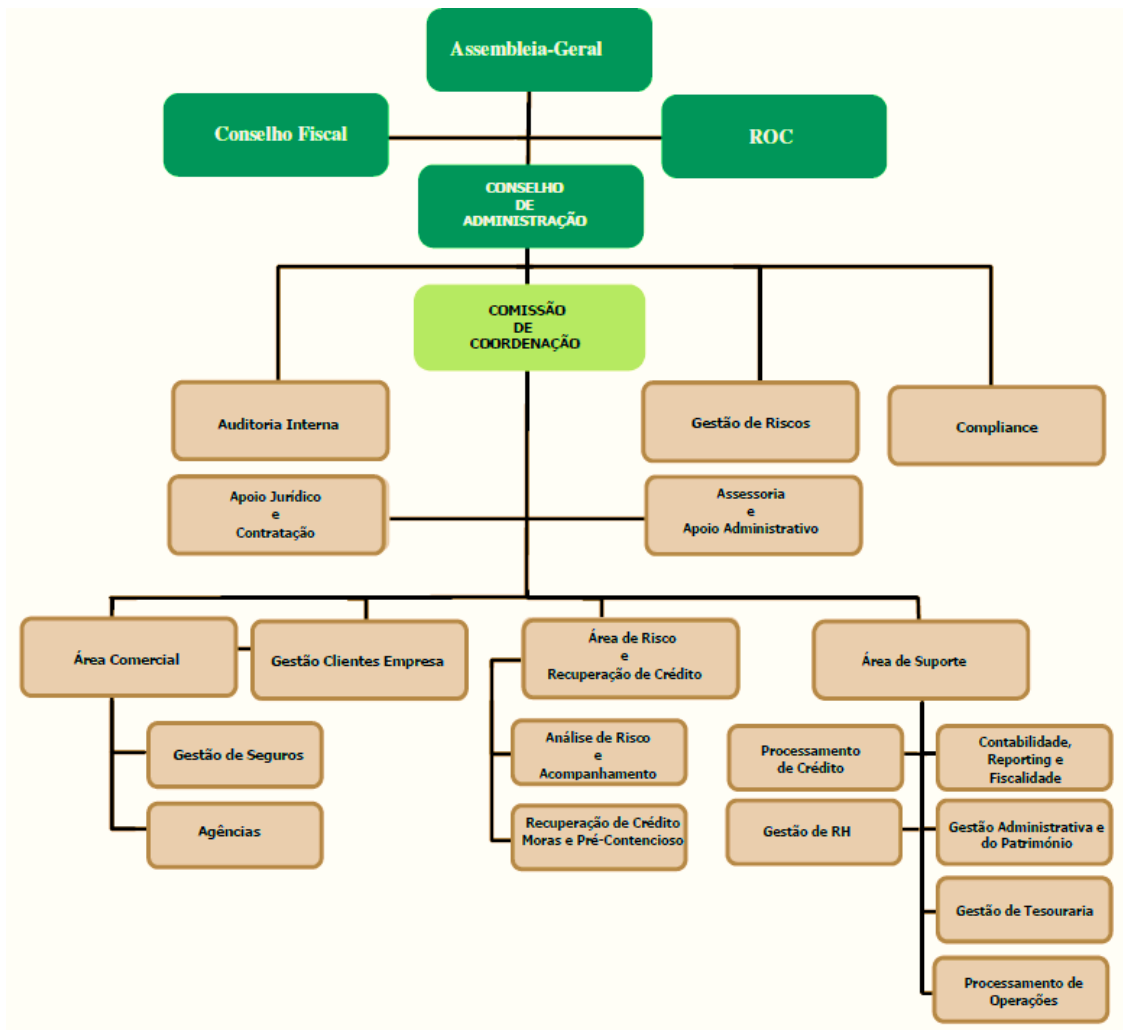 Assembleia-Geral
Conselho Fiscal
ROC
CONSELHO
DE
ADMINISTRAÇÃO
COMISSÃO
DE
COORDENAÇÃO
Auditoria Interna
Gestão de Riscos
Compliance
Apoio Jurídico
e
Contratação
Assessoria
e
Apoio Administrativo
Área Comercial
Gestão Clientes Empresa
Área de Risco
e
Recuperação de Crédito
Área de Suporte
Gestão de Seguros
Agências
Análise de Risco
e
Acompanhamento
Recuperação de Crédito
Moras e Pré-Contencioso
Processamento
de Crédito
Contabilidade,
Reporting e
Fiscalidade
Gestão de RH
Gestão Administrativa e
do Património
Gestão de Tesouraria
Processamento de
Operações